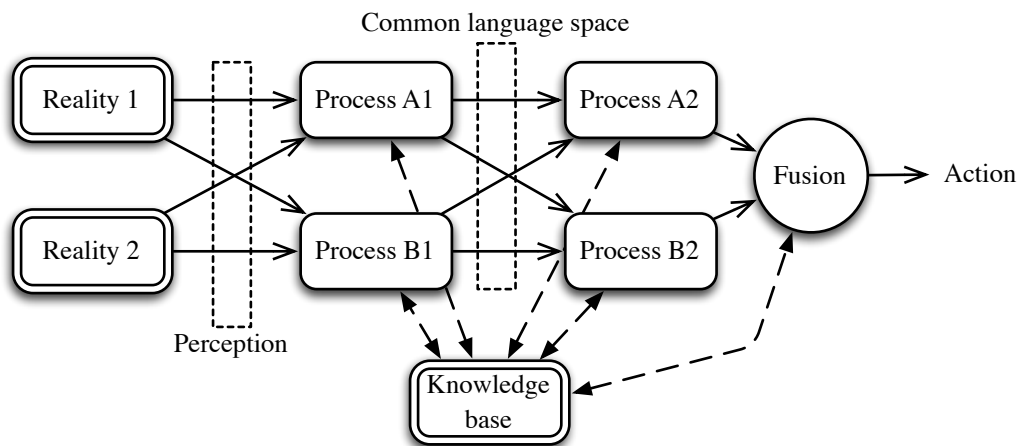 Common language space
Reality 1
Process A1
Process A2
Fusion
Action
Reality 2
Process B1
Process B2
Perception
Knowledge
base